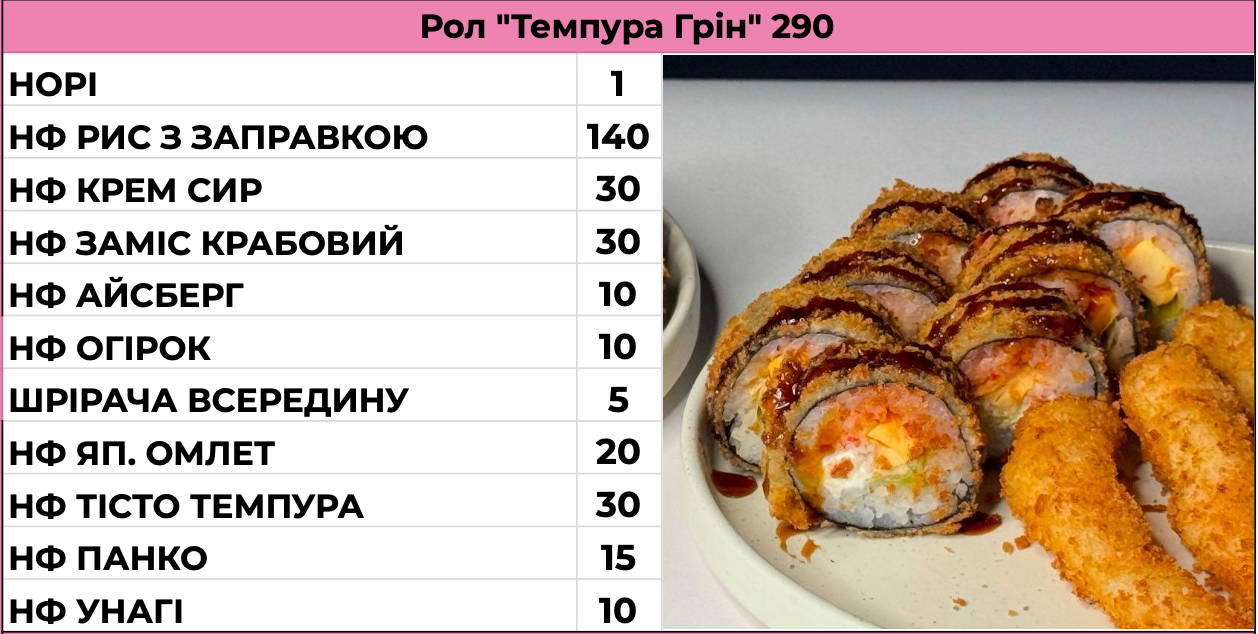 Рол "Темпура Грін" 290
НОРІ 1
НФ РИС З ЗАПРАВКОЮ 140
НФ КРЕМ СИР 30
НФ ЗАМІС КРАБОВИЙ 30
НФ АЙСБЕРГ 10
НФ ОГІРОК 10
ШРІРАЧА ВСЕРЕДИНУ 5
НФ ЯП. ОМЛЕТ 20
НФ ТІСТО ТЕМПУРА 30
НФ ПАНКО 15
НФ УНАГІ 10